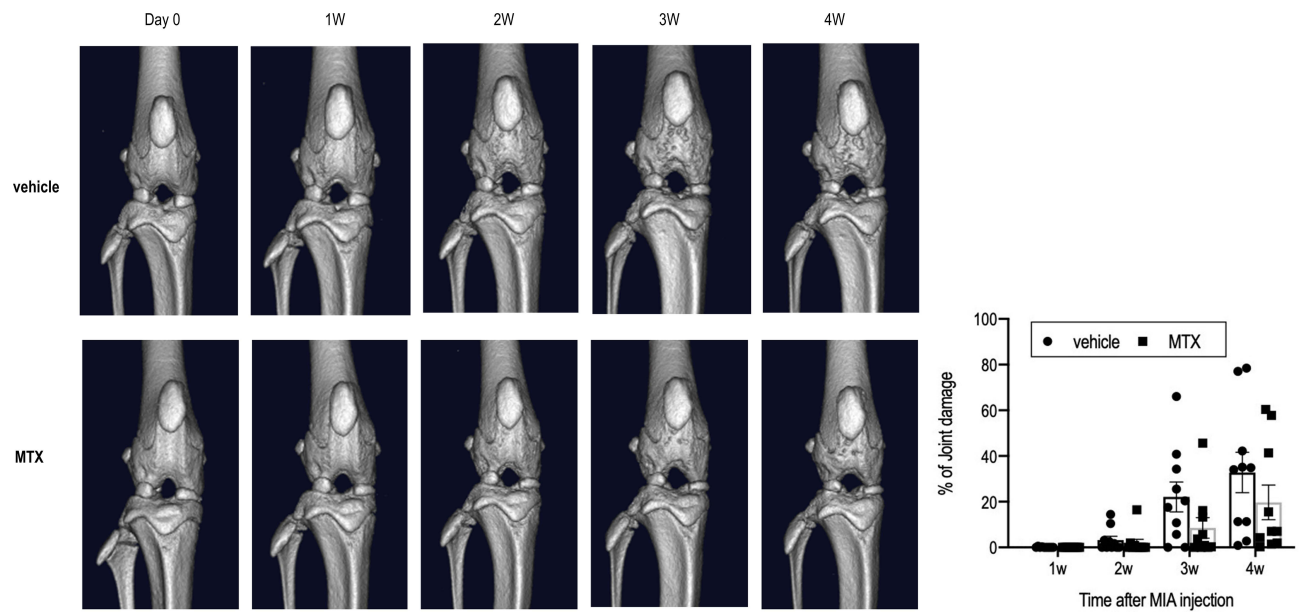 Day 0 1W 2W 3W 4W
vehicle
MTX
100
80
60
40
20
0
% of Joint damage
vehicle MTX
1w 2w 3w 4w
Time after MIA injection